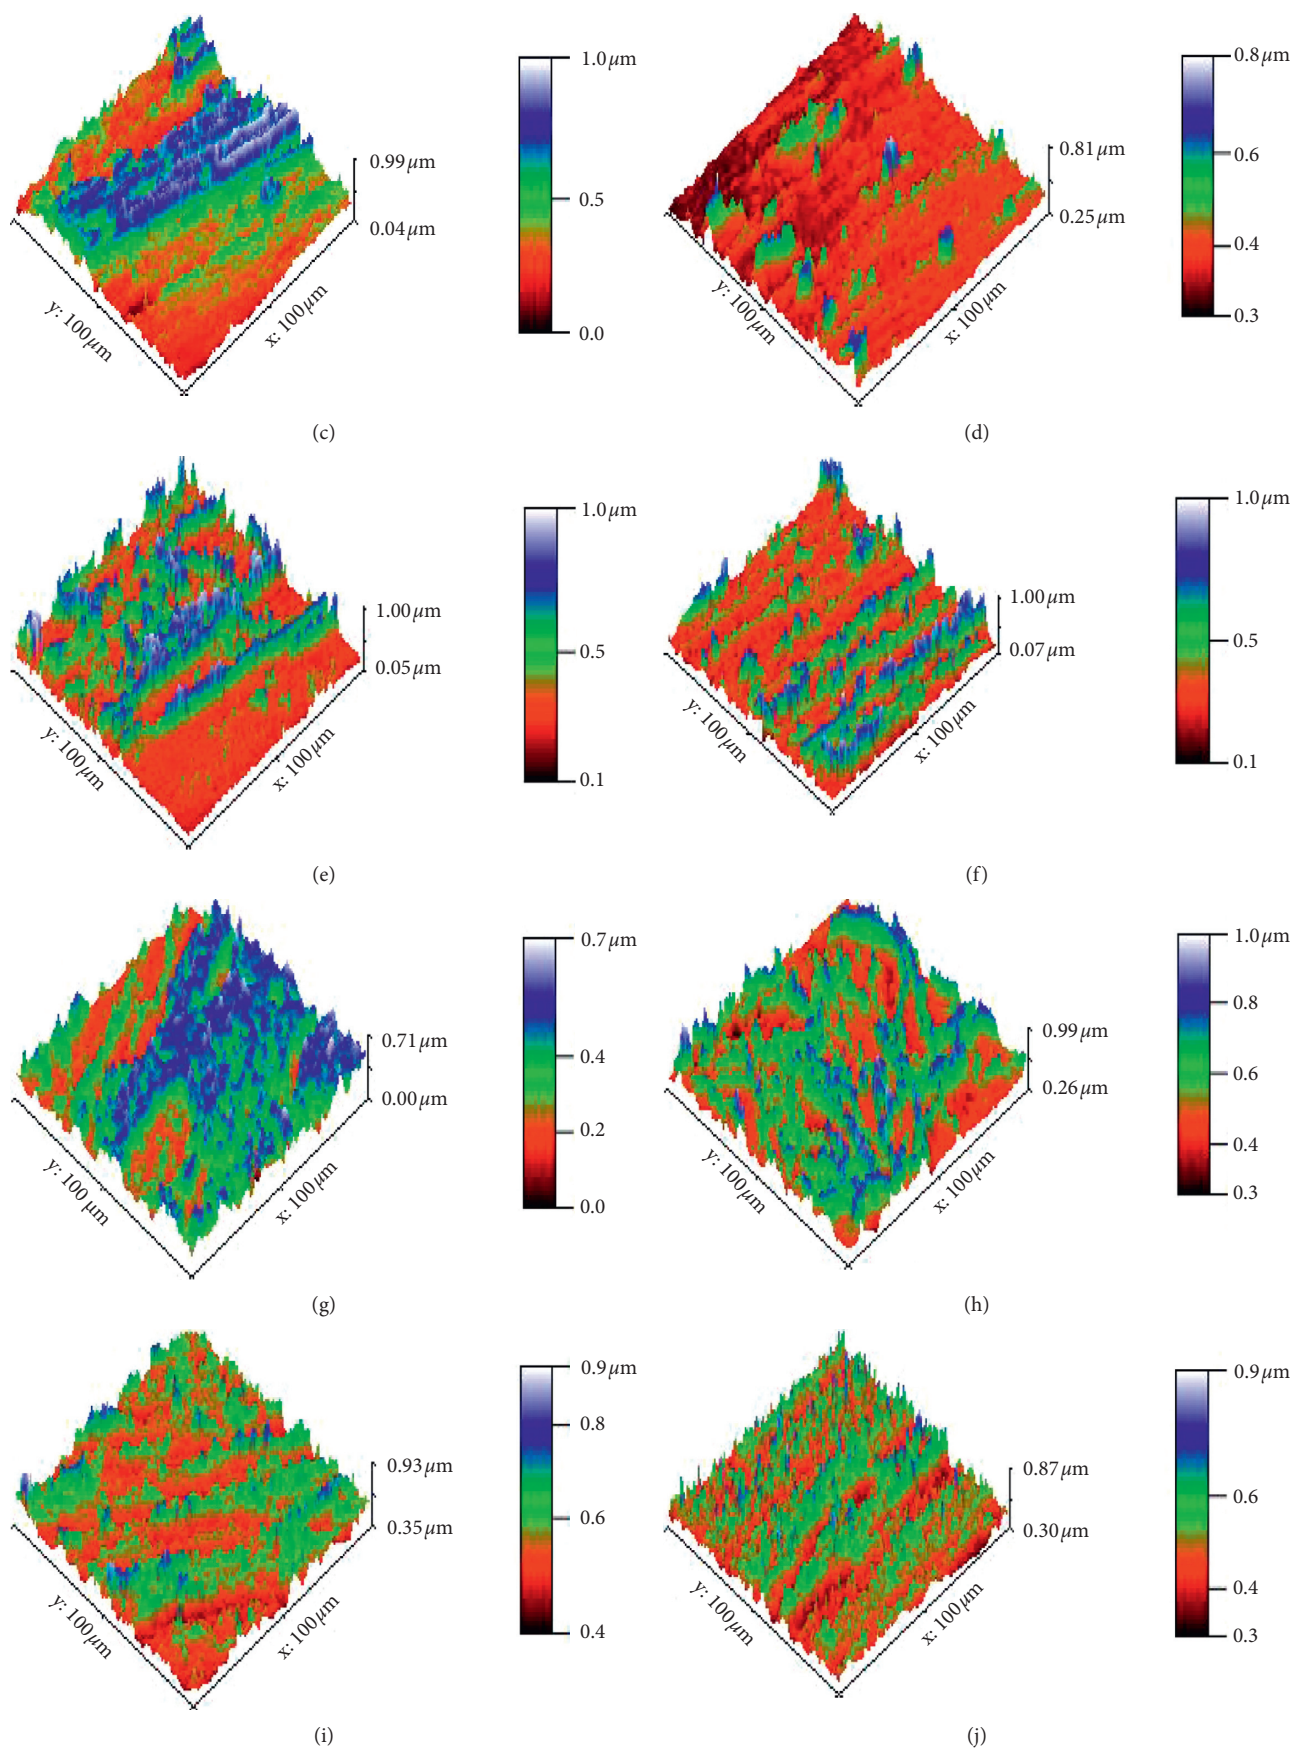 1.0 μm
0.5
0.0
0.99 μm
0.04 μm
y: 100 μm
x: 100 μm
(c)
0.8 μm
0.6
0.4
0.3
0.81 μm
0.25 μm
y: 100 μm
x: 100 μm
(d)
1.0 μm
0.5
0.1
1.00 μm
0.05 μm
y: 100 μm
x: 100 μm
(e)
1.0 μm
0.5
0.1
1.00 μm
0.07 μm
y: 100 μm
x: 100 μm
(f)
0.7 μm
0.4
0.2
0.0
0.71 μm
0.00 μm
y: 100 μm
x: 100 μm
(g)
1.0 μm
0.8
0.6
0.4
0.3
0.99 μm
0.26 μm
y: 100 μm
x: 100 μm
(h)
0.9 μm
0.8
0.6
0.4
0.93 μm
0.35 μm
y: 100 μm
x: 100 μm
(i)
0.9 μm
0.6
0.4
0.3
0.87 μm
0.30 μm
y: 100 μm
x: 100 μm
(j)